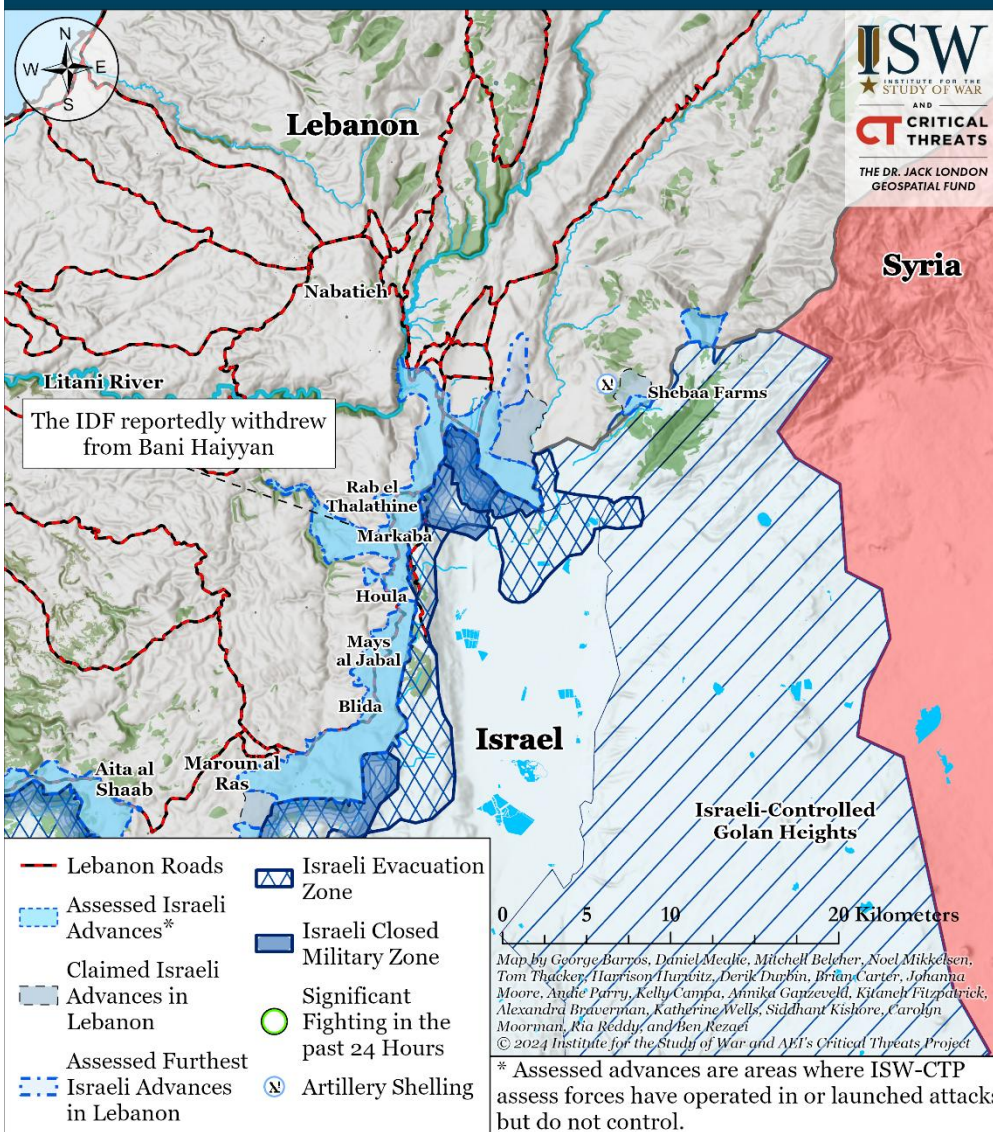 N
W E
S
ISW
INSTITUTE FOR THE
STUDY OF WAR
AND
CT CRITICAL
THREATS
THE DR. JACK LONDON
GEOSPATIAL FUND
Lebanon
Syria
Nabatieh
Litani River
Shebaa Farms
The IDF reportedly withdrew
from Bani Haiyyan
Rab el
Thalathine
Markaba
Houla
Mays
al Jabal
Blida
Israel
Aita al
Shaab
Maroun al
Ras
Israeli-Controlled
Golan Heights
Lebanon Roads
Assessed Israeli
Advances*
Claimed Israeli
Advances in
Lebanon
Assessed Furthest
Israeli Advances
in Lebanon
Israeli Evacuation
Zone
Israeli Closed
Military Zone
Significant
Fighting in the
past 24 Hours
Artillery Shelling
0 5 10 20 Kilometers
Map by George Barros, Daniel Mealie, Mitchell Belcher, Noel Mikkelsen,
Tom Thacker, Harrison Hurwitz, Derik Durbin, Brian Carter, Johanna
Moore, Andie Parry, Kelly Campa, Annika Ganzeveld, Kitaneh Fitzpatrick,
Alexandra Braverman, Katherine Wells, Siddhant Kishore, Carolyn
Moorman, Ria Reddy, and Ben Rezaei
© 2024 Institute for the Study of War and AEI's Critical Threats Project
* Assessed advances are areas where ISW-CTP
assess forces have operated in or launched attacks
but do not control.